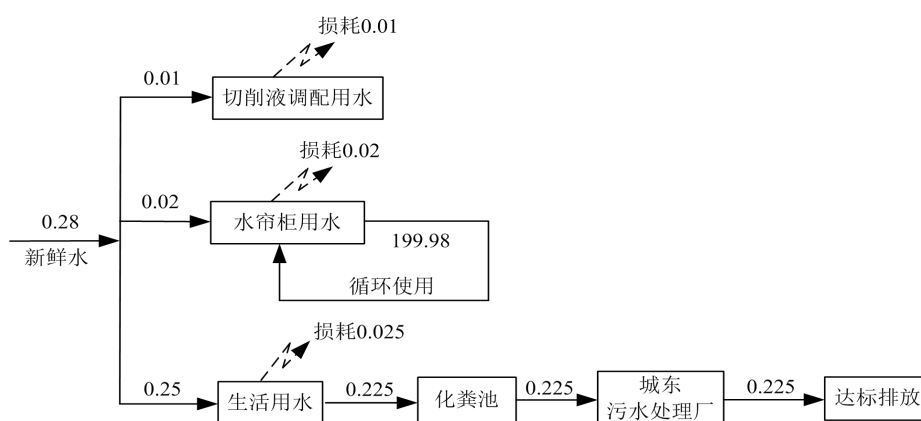 损耗0.01
0.01
切削液调配用水
损耗0.02
0.02
水帘柜用水
0.28
新鲜水
199.98
循环使用
损耗0.025
0.25
生活用水
0.225
化粪池
0.225
城东
污水处理厂
0.225
达标排放